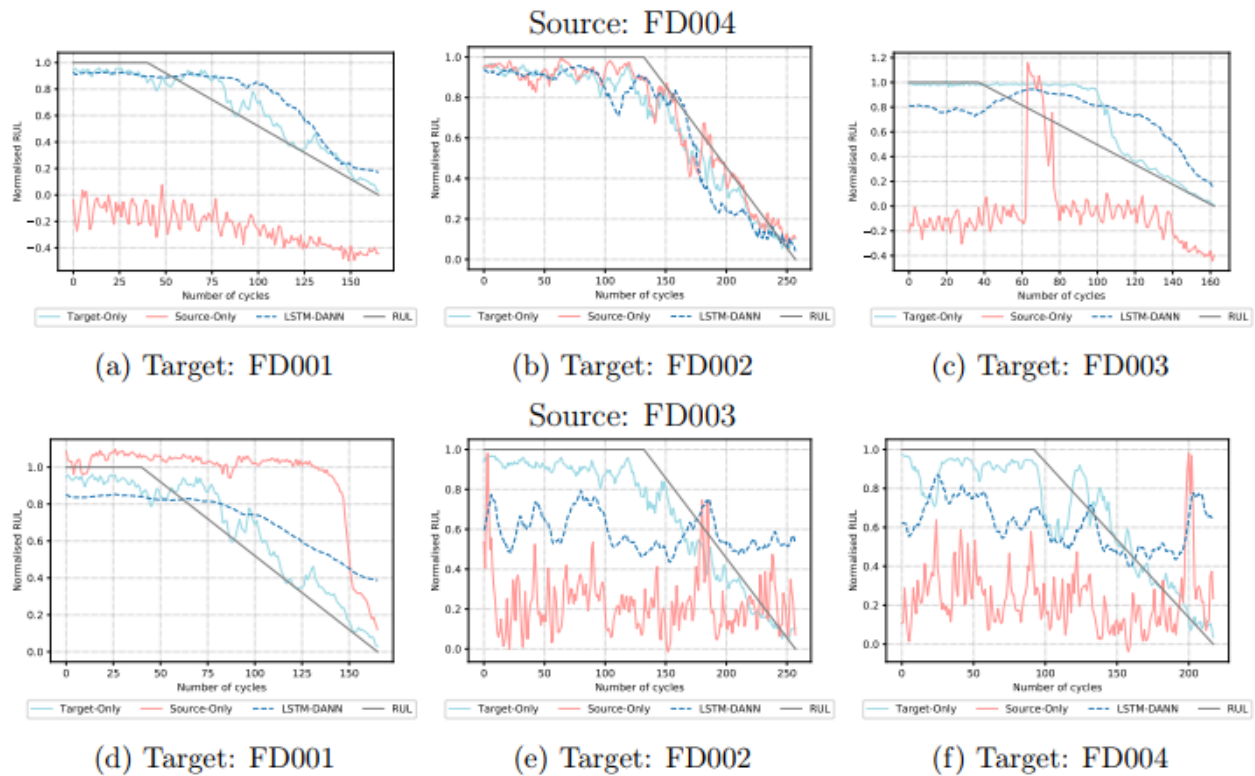 Source: FD004
Normalised RUL
1.0
0.8
0.6
0.4
0.2
0.0
−0.2
−0.4
0 25 50 75 100 125 150
Number of cycles
Target-Only Source-Only LSTM-DANN RUL
(a) Target: FD001
Normalised RUL
1.0
0.8
0.6
0.4
0.2
0.0
0 50 100 150 200 250
Number of cycles
Target-Only Source-Only LSTM-DANN RUL
(b) Target: FD002
Normalised RUL
1.2
1.0
0.8
0.6
0.4
0.2
0.0
−0.2
−0.4
0 20 40 60 80 100 120 140 160
Number of cycles
Target-Only Source-Only LSTM-DANN RUL
(c) Target: FD003
Source: FD003
Normalised RUL
1.0
0.8
0.6
0.4
0.2
0.0
0 25 50 75 100 125 150
Number of cycles
Target-Only Source-Only LSTM-DANN RUL
(d) Target: FD001
Normalised RUL
1.0
0.8
0.6
0.4
0.2
0.0
0 50 100 150 200 250
Number of cycles
Target-Only Source-Only LSTM-DANN RUL
(e) Target: FD002
Normalised RUL
1.0
0.8
0.6
0.4
0.2
0.0
0 50 100 150 200
Number of cycles
Target-Only Source-Only LSTM-DANN RUL
(f) Target: FD004